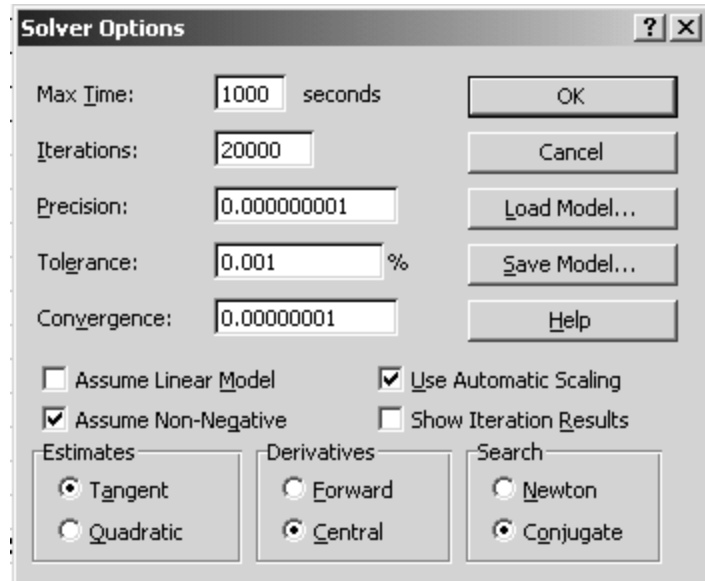 Solver Options
Max Time: 1000 seconds
OK
Iterations: 20000
Cancel
Precision: 0.000000001
Load Model...
Tolerance: 0.001 %
Save Model...
Convergence: 0.00000001
Help
Assume Linear Model
Use Automatic Scaling
Assume Non-Negative
Show Iteration Results
Estimates
Derivatives
Search
Tangent
Forward
Newton
Quadratic
Central
Conjugate